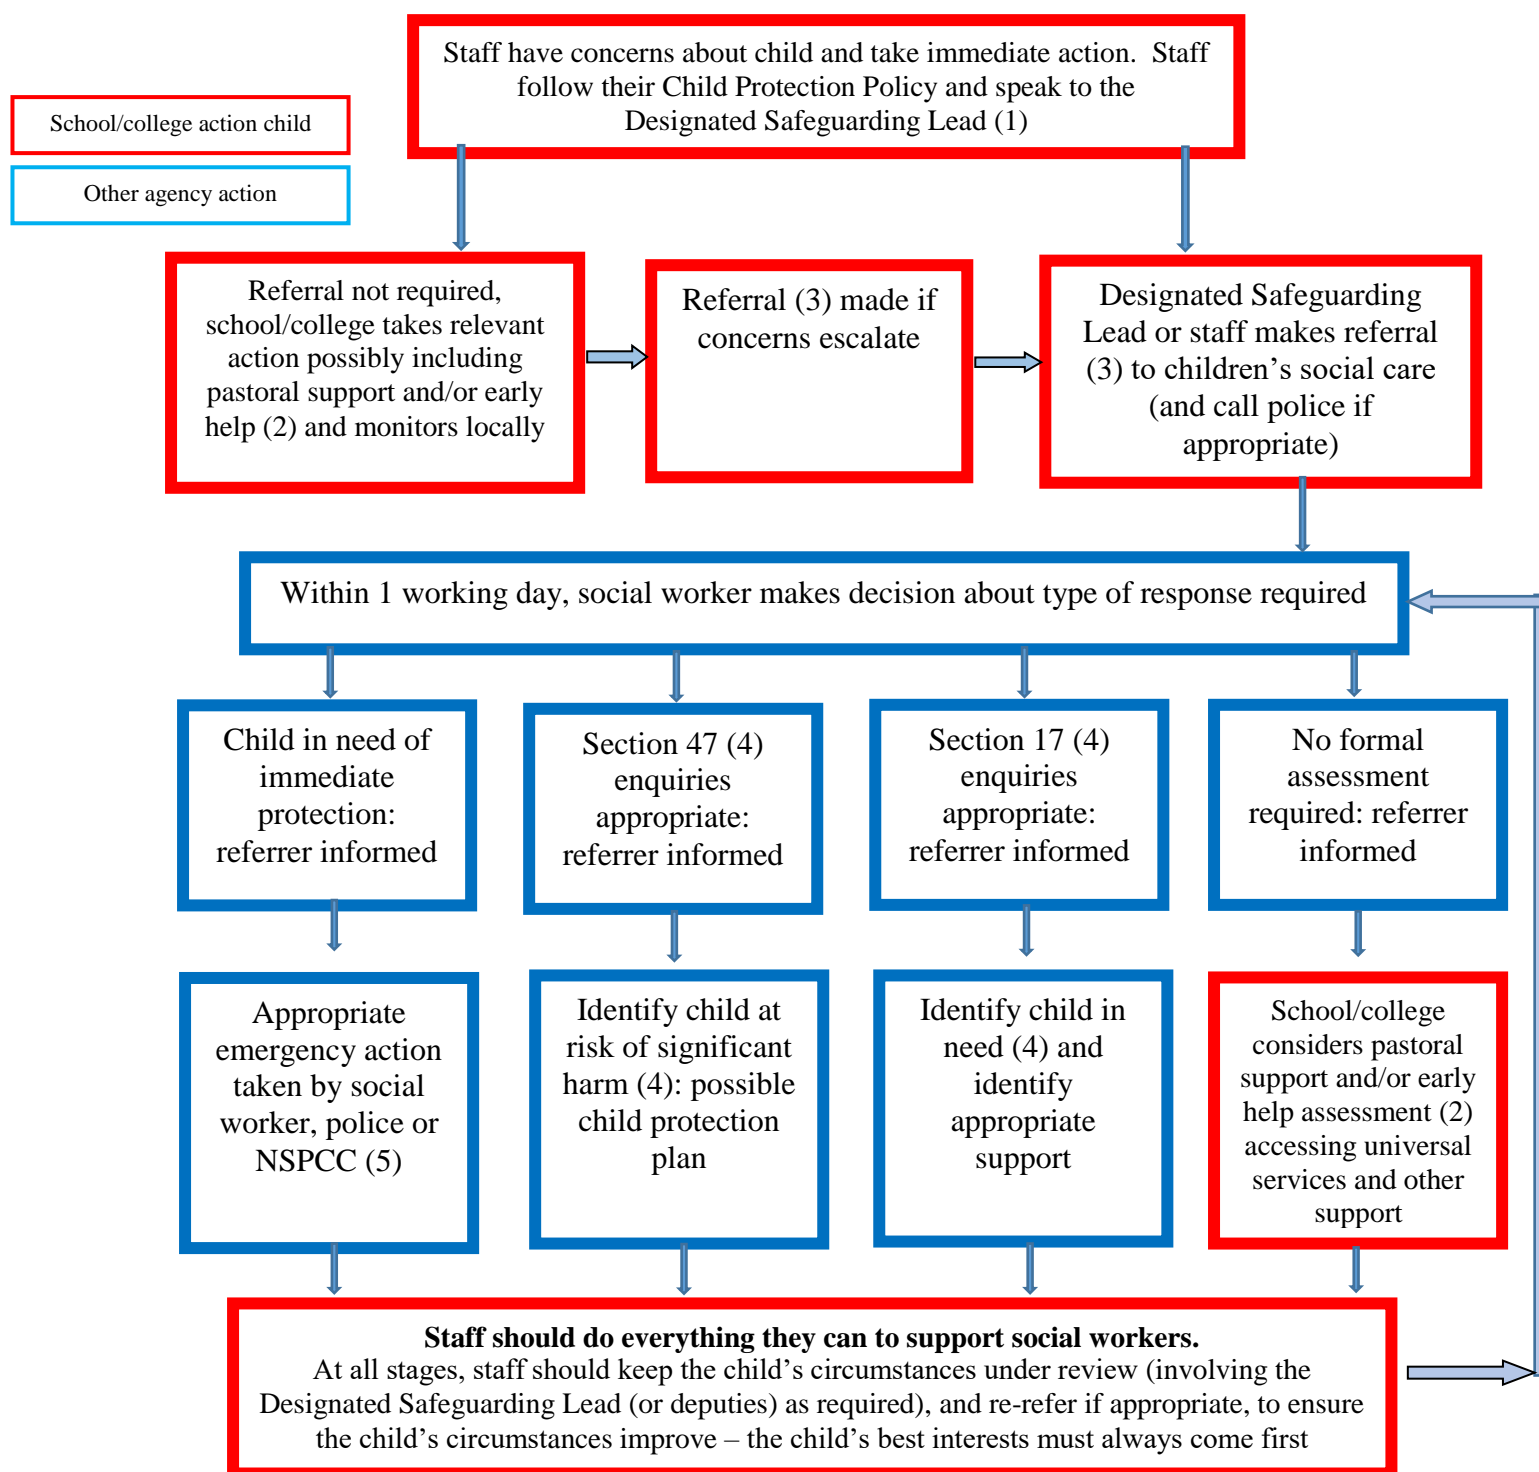 Staff have concerns about child and take immediate action.  Staff
follow their Child Protection Policy and speak to the
Designated Safeguarding Lead (1)
School/college action child
Other agency action
Referral not required,
school/college takes relevant
action possibly including
pastoral support and/or early
help (2) and monitors locally
Referral (3) made if
concerns escalate
Designated Safeguarding
Lead or staff makes referral
(3) to children’s social care
(and call police if
appropriate)
Within 1 working day, social worker makes decision about type of response required
Child in need of
immediate
protection:
referrer informed
Section 47 (4)
enquiries
appropriate:
referrer informed
Section 17 (4)
enquiries
appropriate:
referrer informed
No formal
assessment
required: referrer
informed
Appropriate
emergency action
taken by social
worker, police or
NSPCC (5)
Identify child at
risk of significant
harm (4): possible
child protection
plan
Identify child in
need (4) and
identify
appropriate
support
School/college
considers pastoral
support and/or early
help assessment (2)
accessing universal
services and other
support
Staff should do everything they can to support social workers.
At all stages, staff should keep the child’s circumstances under review (involving the
Designated Safeguarding Lead (or deputies) as required), and re-refer if appropriate, to ensure
the child’s circumstances improve – the child’s best interests must always come first